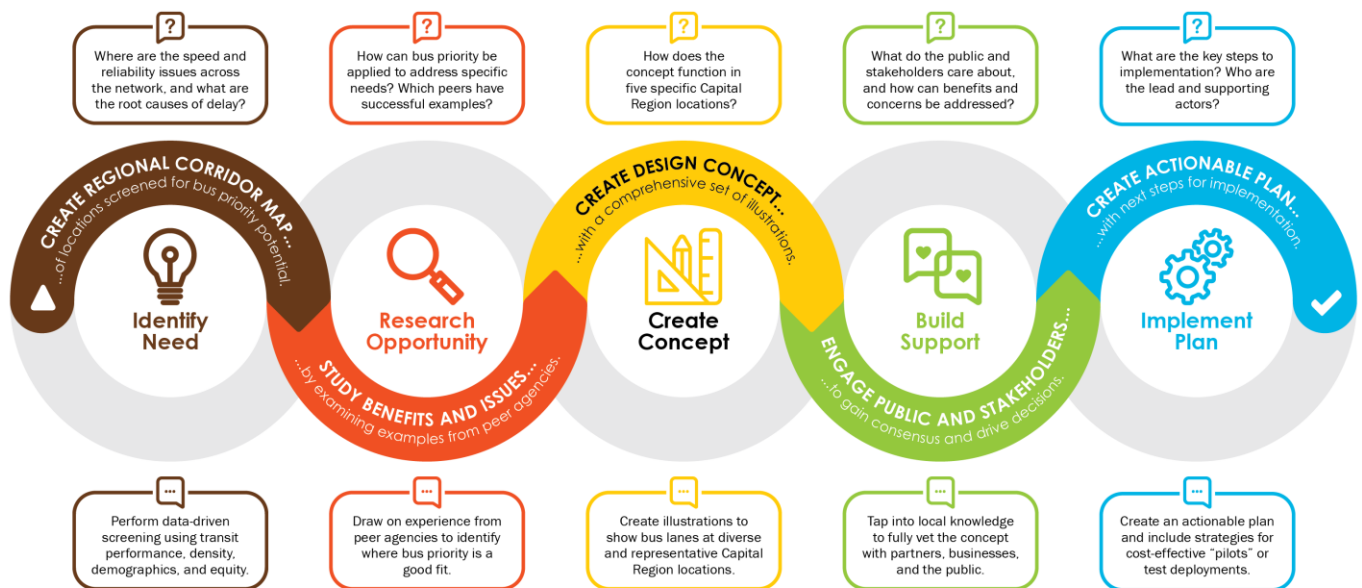 ?
Where are the speed and
reliability issues across
the network, and what are
the root causes of delay?
?
How can bus priority be
applied to address specific
needs? Which peers have
successful examples?
?
How does the
concept function in
five specific Capital
Region locations?
?
What do the public and
stakeholders care about,
and how can benefits and
concerns be addressed?
?
What are the key steps to
implementation? Who are
the lead and supporting
actors?
CREATE REGIONAL CORRIDOR MAP...
...of locations screened for bus priority potential.
Identify
Need
Research
Opportunity
STUDY BENEFITS AND ISSUES...
...by examining examples from peer agencies.
CREATE DESIGN CONCEPT...
...with a comprehensive set of illustrations.
Create
Concept
Build
Support
ENGAGE PUBLIC AND STAKEHOLDERS...
...to gain consensus and drive decisions.
CREATE ACTIONABLE PLAN...
...with next steps for implementation.
Implement
Plan
...
Perform data-driven
screening using transit
performance, density,
demographics, and equity.
...
Draw on experience from
peer agencies to identify
where bus priority is a
good fit.
...
Create illustrations to
show bus lanes at diverse
and representative Capital
Region locations.
...
Tap into local knowledge
to fully vet the concept
with partners, businesses,
and the public.
...
Create an actionable plan
and include strategies for
cost-effective “pilots” or
test deployments.